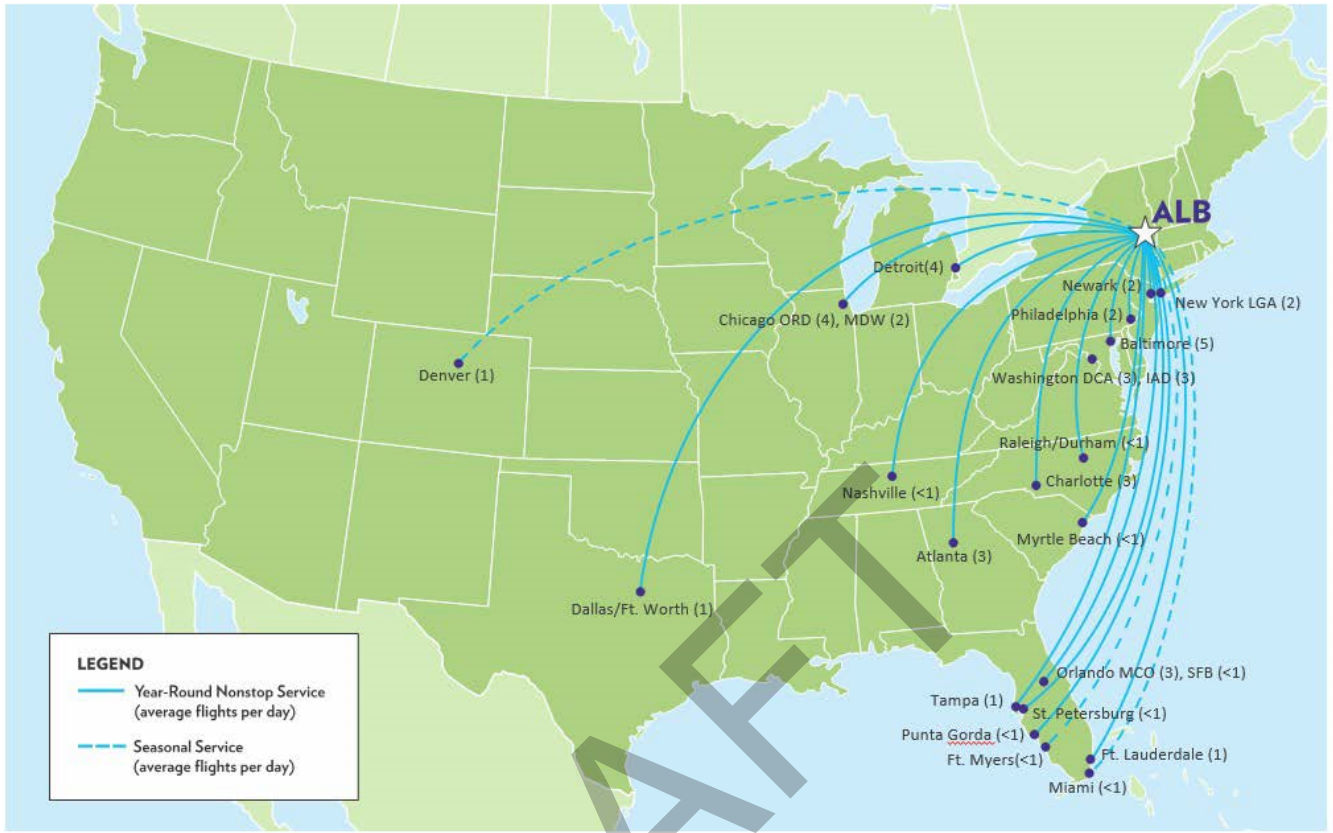 ALB
Detroit(4)
Newark (2)
New York LGA (2)
Chicago ORD (4), MDW (2)
Philadelphia (2)
Baltimore (5)
Denver (1)
Washington DCA (3), IAD (3)
Raleigh/Durham (<1)
Nashville (<1)
Charlotte (3)
Myrtle Beach (<1)
Atlanta (3)
Dallas/Ft. Worth (1)
Orlando MCO (3), SFB (<1)
Tampa (1)
St. Petersburg (<1)
Punta Gorda (<1)
Ft. Myers(<1)
Ft. Lauderdale (1)
Miami (<1)
LEGEND
Year-Round Nonstop Service
(average flights per day)
Seasonal Service
(average flights per day)
AFT